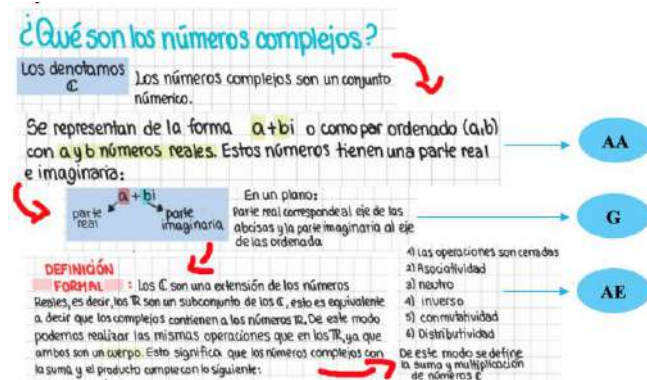 ¿Qué son los números complejos?
Los denotamos
ℂ
Los números complejos son un conjunto
númerico.
Se representan de la forma a+bi o como par ordenado (a,b)
con a y b números reales. Estos números tienen una parte real
e imaginaria:
AA
a + bi
parte
real
parte
imaginaria
En un plano:
Parte real corresponde al eje de las
abcisas y la parte imaginaria al eje
de las ordenada
G
DEFINICIÓN
FORMAL : Los ℂ son una extensión de los números
Reales, es decir, los ℝ son un subconjunto de los ℂ, esto es equivalente
a decir que los complejos contienen a los números ℝ. De este modo
podemos realizar las mismas operaciones que en los ℝ, ya que
ambos son un cuerpo. Esto significa que los números complejos con
la suma y el producto cumple con lo siguiente:
1) Las operaciones son cerradas
2) Asociatividad
3) neutro
4) inverso
5) conmutatividad
6) Distributividad
AE
De este modo se define
la suma y multiplicación
de números ℂ